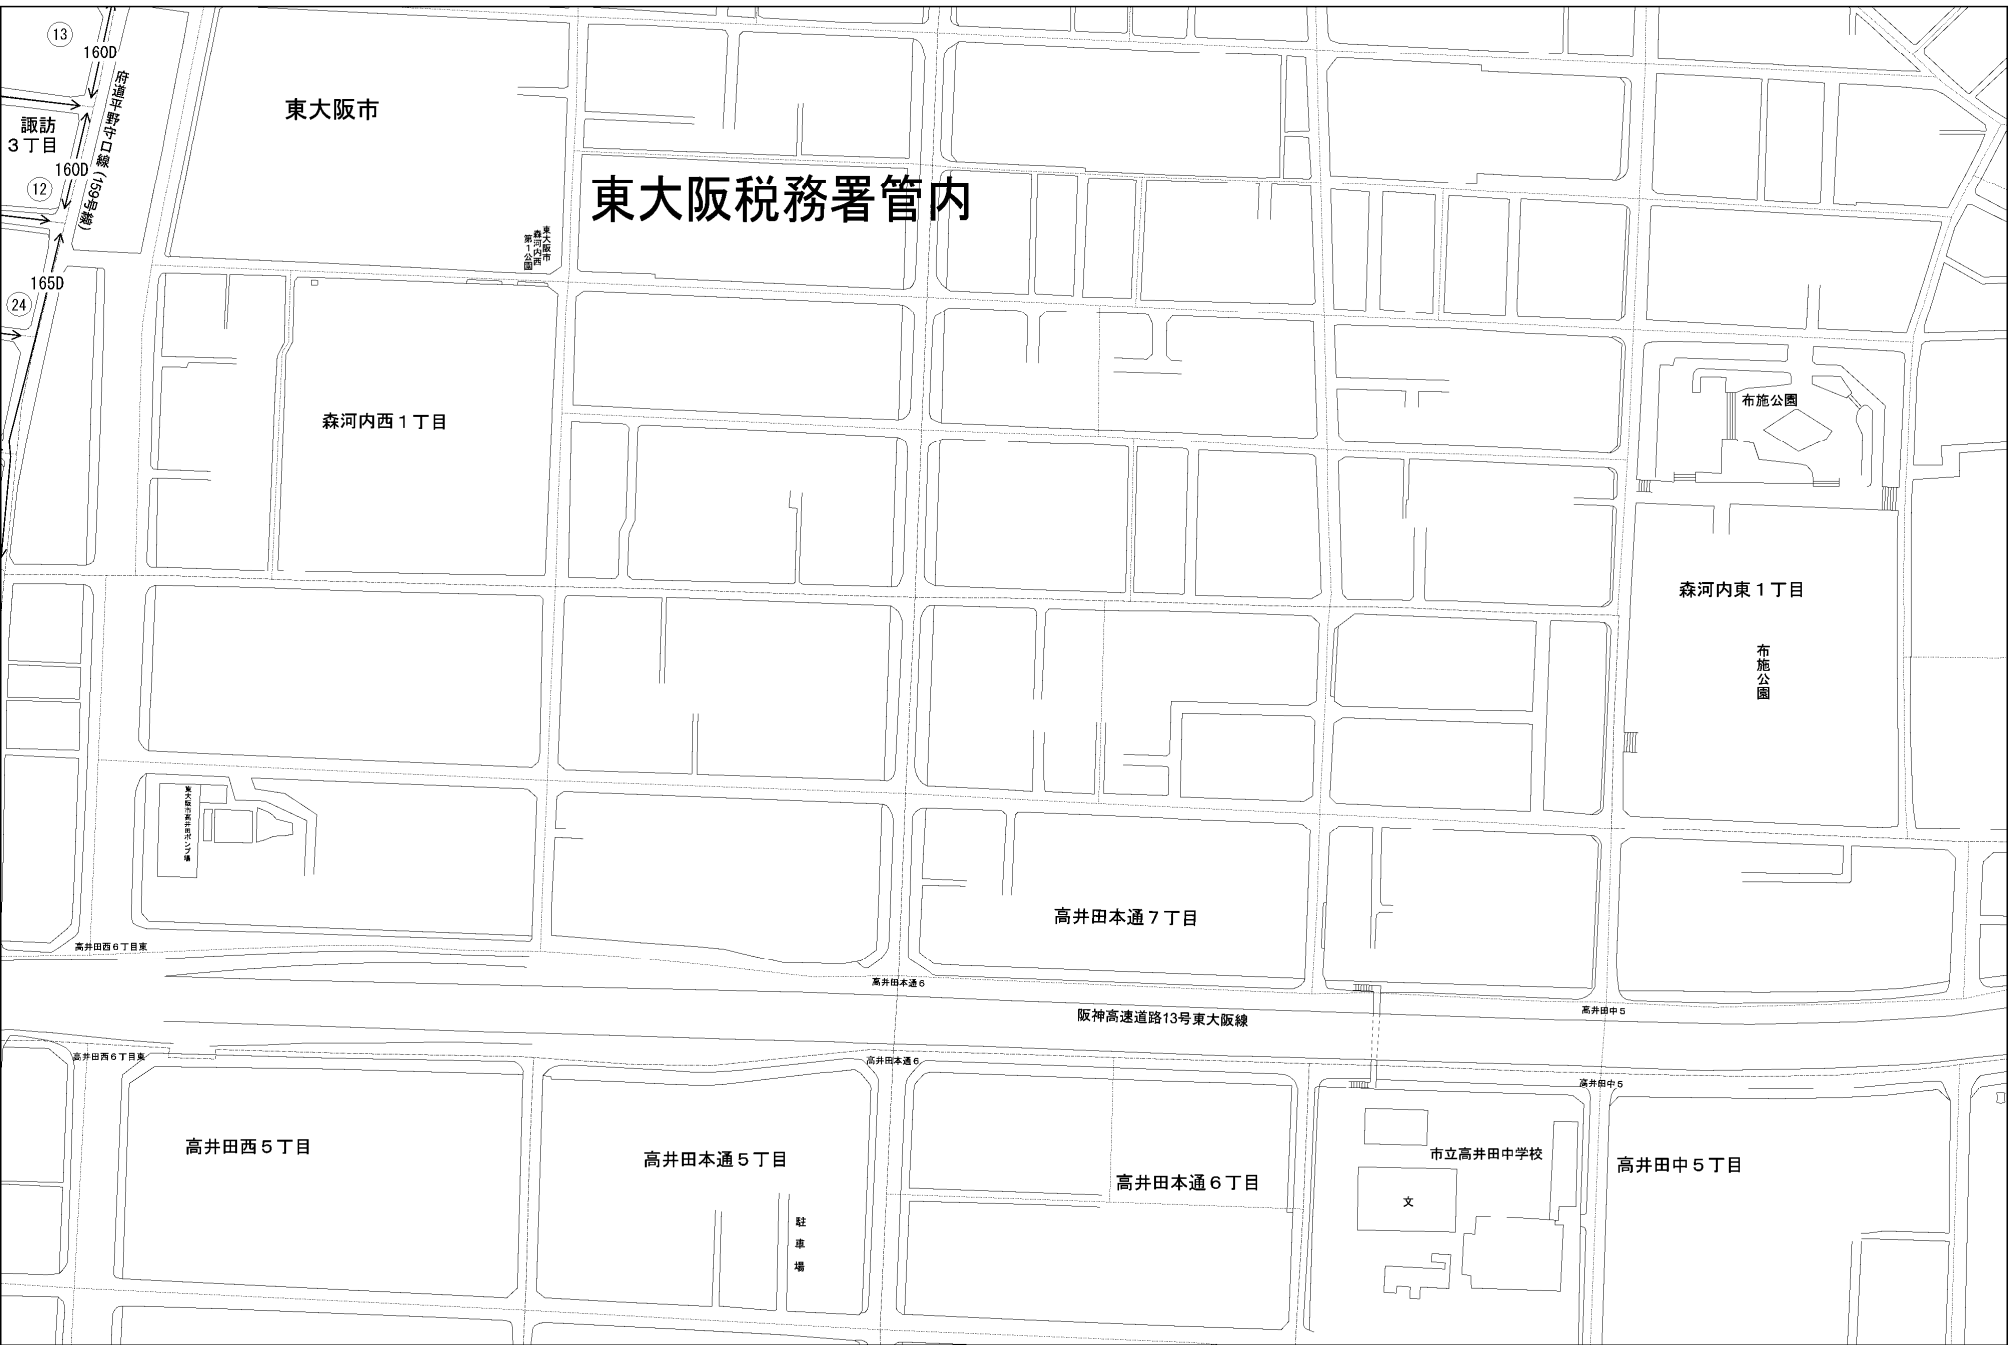 13
160D
府道平野守口線(159号線)
東大阪市
諏訪
3丁目
160D
12
東大阪税務署管内
東大阪市
森河内西
第1公園
165D
24
森河内西1丁目
布施公園
森河内東1丁目
布施公園
東大阪市高井田ポンプ場
高井田本通7丁目
高井田西6丁目東
高井田本通6
阪神高速道路13号東大阪線
高井田中5
高井田西6丁目東
高井田本通6
高井田中5
高井田西5丁目
高井田本通5丁目
高井田本通6丁目
市立高井田中学校
高井田中5丁目
文
駐車場